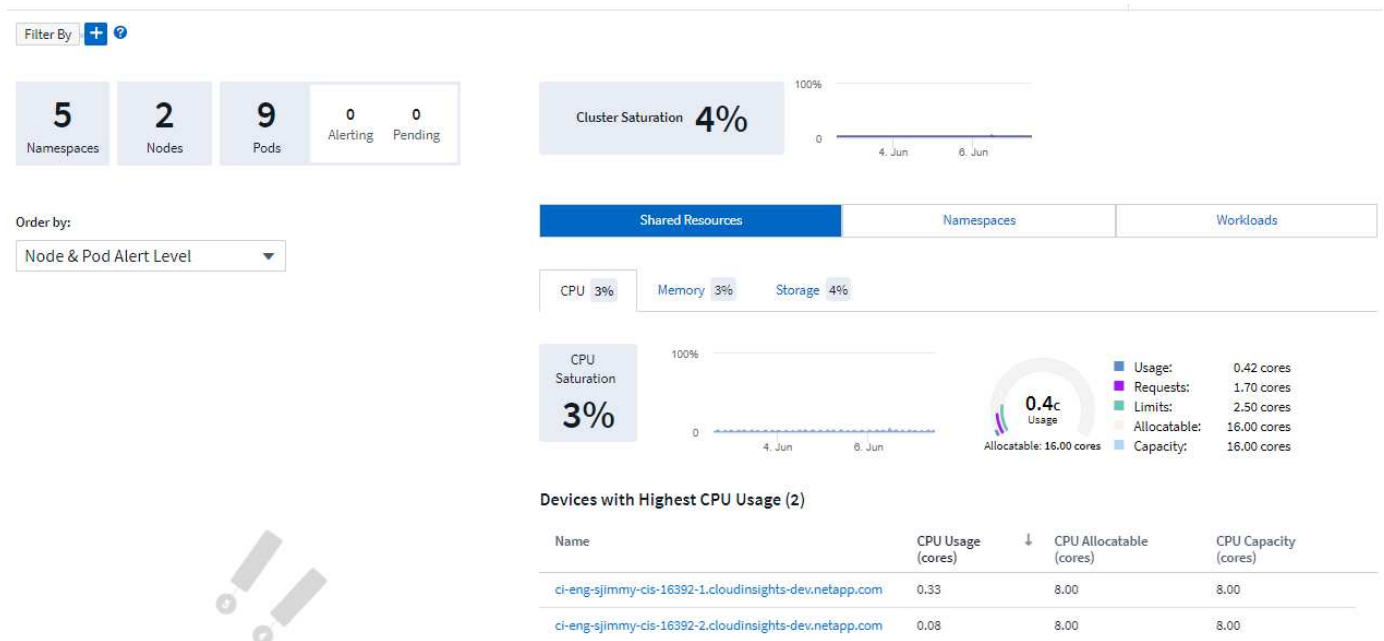 Filter By + ?
5
Namespaces
2
Nodes
9
Pods
0
Alerting
0
Pending
Cluster Saturation 4%
100%
0
4. Jun 6. Jun
Order by:
Node & Pod Alert Level
Shared Resources Namespaces Workloads
CPU 3% Memory 3% Storage 4%
CPU
Saturation
3%
100%
0
4. Jun 6. Jun
0.4c
Usage
Allocatable: 16.00 cores
Usage: 0.42 cores
Requests: 1.70 cores
Limits: 2.50 cores
Allocatable: 16.00 cores
Capacity: 16.00 cores
Devices with Highest CPU Usage (2)
Name CPU Usage ↓ CPU Allocatable CPU Capacity
(cores) (cores) (cores)
ci-eng-sjimmy-cis-16392-1.cloudinsights-dev.netapp.com 0.33 8.00 8.00
ci-eng-sjimmy-cis-16392-2.cloudinsights-dev.netapp.com 0.08 8.00 8.00